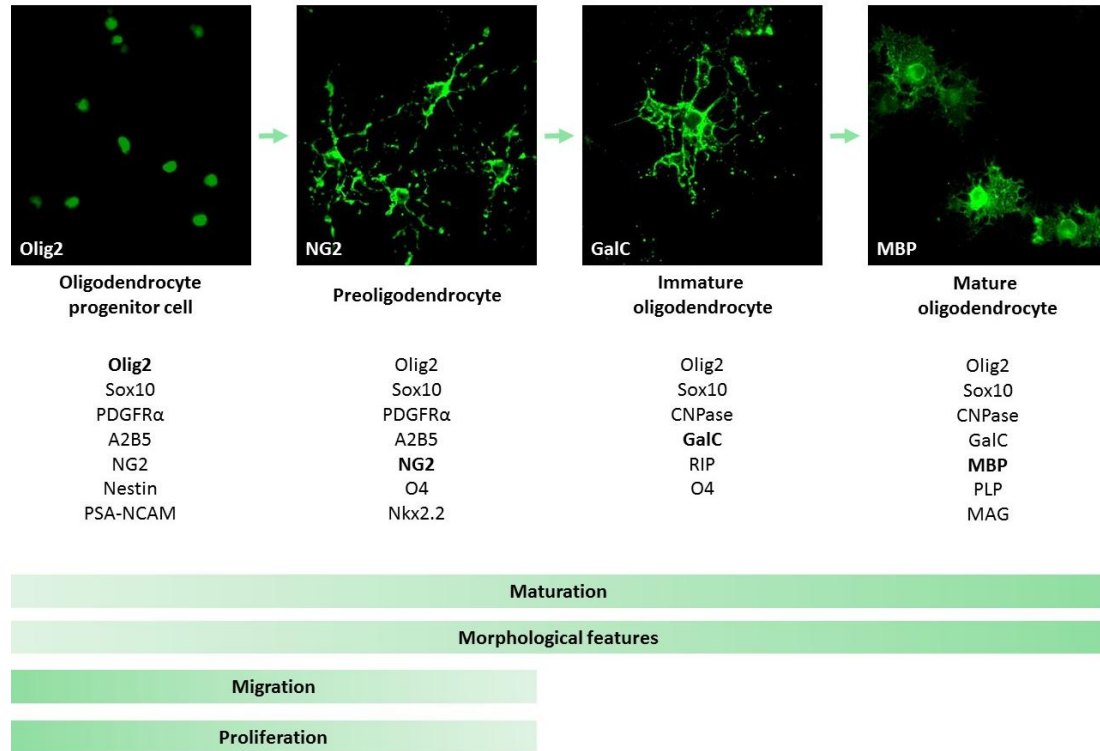 Olig2
NG2
GalC
MBP
Oligodendrocyte
progenitor cell
Preoligodendrocyte
Immature
oligodendrocyte
Mature
oligodendrocyte
Olig2
Sox10
PDGFRα
A2B5
NG2
Nestin
PSA-NCAM
Olig2
Sox10
PDGFRα
A2B5
NG2
O4
Nkx2.2
Olig2
Sox10
CNPase
GalC
RIP
O4
Olig2
Sox10
CNPase
GalC
MBP
PLP
MAG
Maturation
Morphological features
Migration
Proliferation